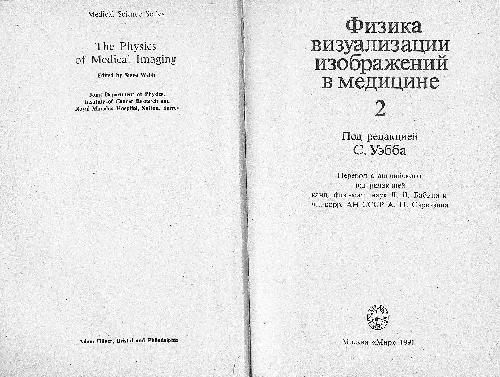 Medical Science Series
The Physics
of Medical Imaging
Edited by Steve Webb
Joint Department of Physics,
Institute of Cancer Research and
Royal Marsden Hospital, Sutton, Surrey
Adam Hilger, Bristol and Philadelphia
Физика
визуализации
изображений
в медицине
2
Под редакцией
С. Уэбба
Перевод с английского
под редакцией
канд. физ.-мат. наук Л. В. Бабина и
чл.-корр. АН СССР А. П. Сарвазяна
Москва «Мир» 1991